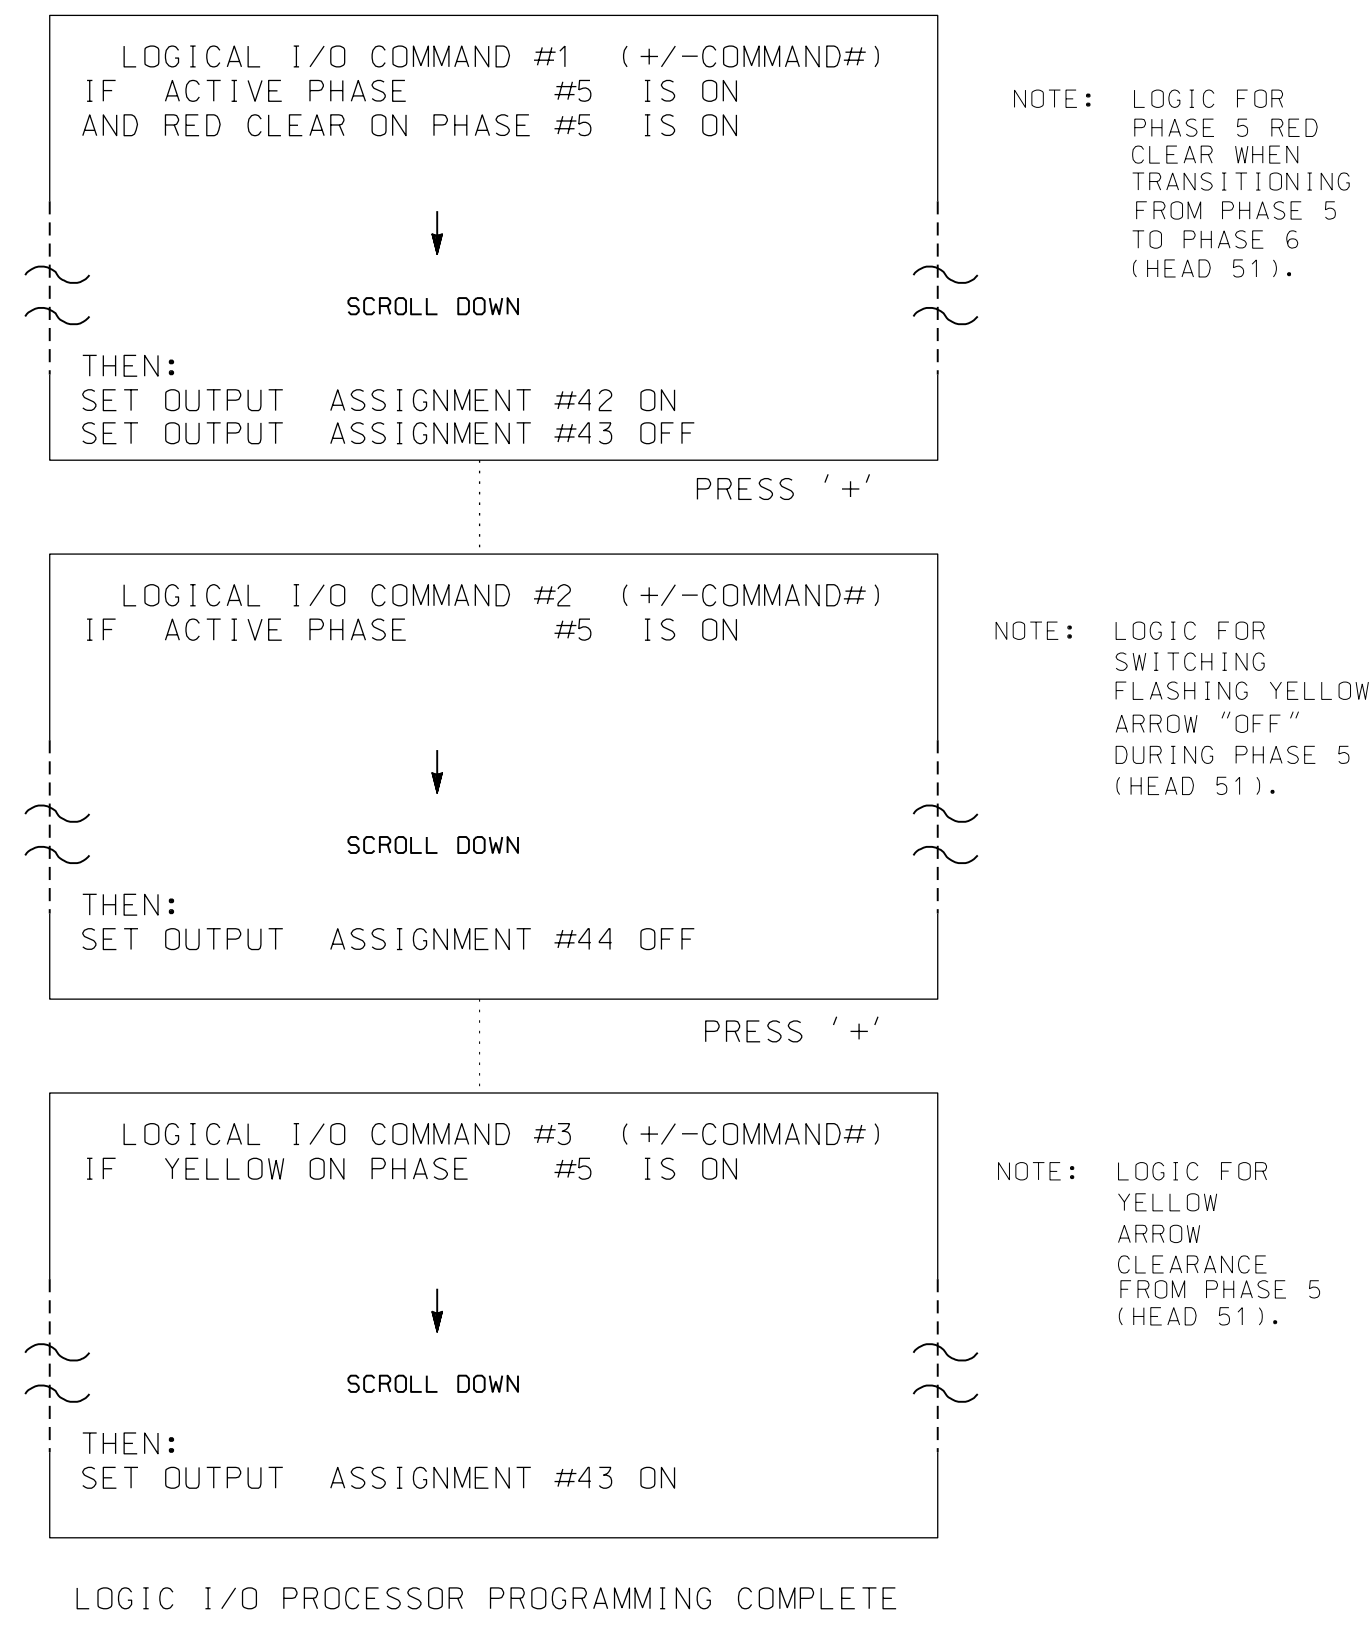 LOGICAL I/O COMMAND #1 (+/-COMMAND#)
IF ACTIVE PHASE #5 IS ON
AND RED CLEAR ON PHASE #5 IS ON
SCROLL DOWN
THEN:
SET OUTPUT ASSIGNMENT #42 ON
SET OUTPUT ASSIGNMENT #43 OFF
NOTE: LOGIC FOR
PHASE 5 RED
CLEAR WHEN
TRANSITIONING
FROM PHASE 5
TO PHASE 6
(HEAD 51).
PRESS '+'
LOGICAL I/O COMMAND #2 (+/-COMMAND#)
IF ACTIVE PHASE #5 IS ON
SCROLL DOWN
THEN:
SET OUTPUT ASSIGNMENT #44 OFF
NOTE: LOGIC FOR
SWITCHING
FLASHING YELLOW
ARROW "OFF"
DURING PHASE 5
(HEAD 51).
PRESS '+'
LOGICAL I/O COMMAND #3 (+/-COMMAND#)
IF YELLOW ON PHASE #5 IS ON
SCROLL DOWN
THEN:
SET OUTPUT ASSIGNMENT #43 ON
NOTE: LOGIC FOR
YELLOW
ARROW
CLEARANCE
FROM PHASE 5
(HEAD 51).
LOGIC I/O PROCESSOR PROGRAMMING COMPLETE